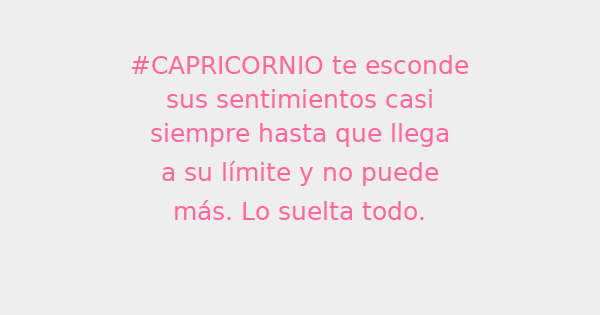 #CAPRICORNIO te esconde
sus sentimientos casi
siempre hasta que llega
a su límite y no puede
más. Lo suelta todo.